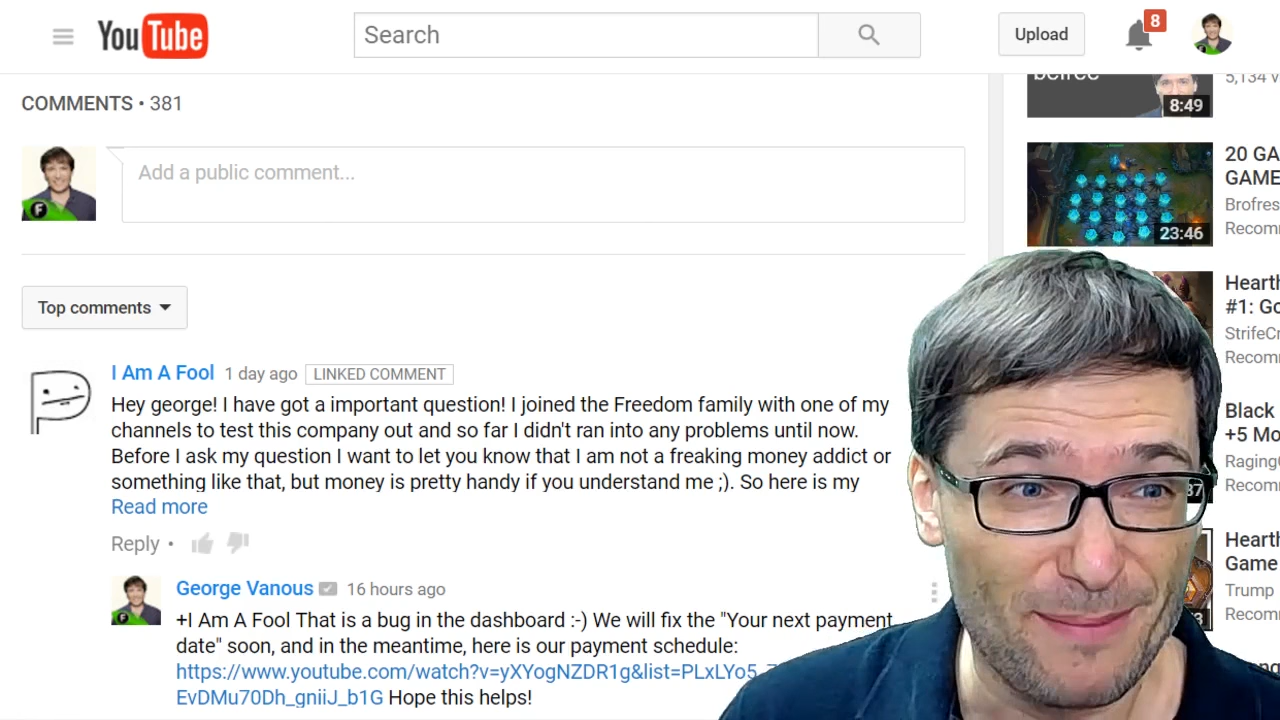 YouTube
Search
Upload
8
COMMENTS • 381
Add a public comment...
Top comments
I Am A Fool 1 day ago LINKED COMMENT
Hey george! I have got a important question! I joined the Freedom family with one of my
channels to test this company out and so far I didn't ran into any problems until now.
Before I ask my question I want to let you know that I am not a freaking money addict or
something like that, but money is pretty handy if you understand me ;). So here is my
Read more
Reply •
George Vanous 16 hours ago
+I Am A Fool That is a bug in the dashboard :-) We will fix the "Your next payment
date" soon, and in the meantime, here is our payment schedule:
https://www.youtube.com/watch?v=yXYogNZDR1g&list=PLxLYo5_
EvDMu70Dh_gniiJ_b1G Hope this helps!
5,134 v
8:49
20 GA
GAME
Brofres
Recom
23:46
Hearth
#1: Go
StrifeCr
Recom
Black
+5 Mo
Raging
Recom
37
Hearth
Game
Trump
Recom
F